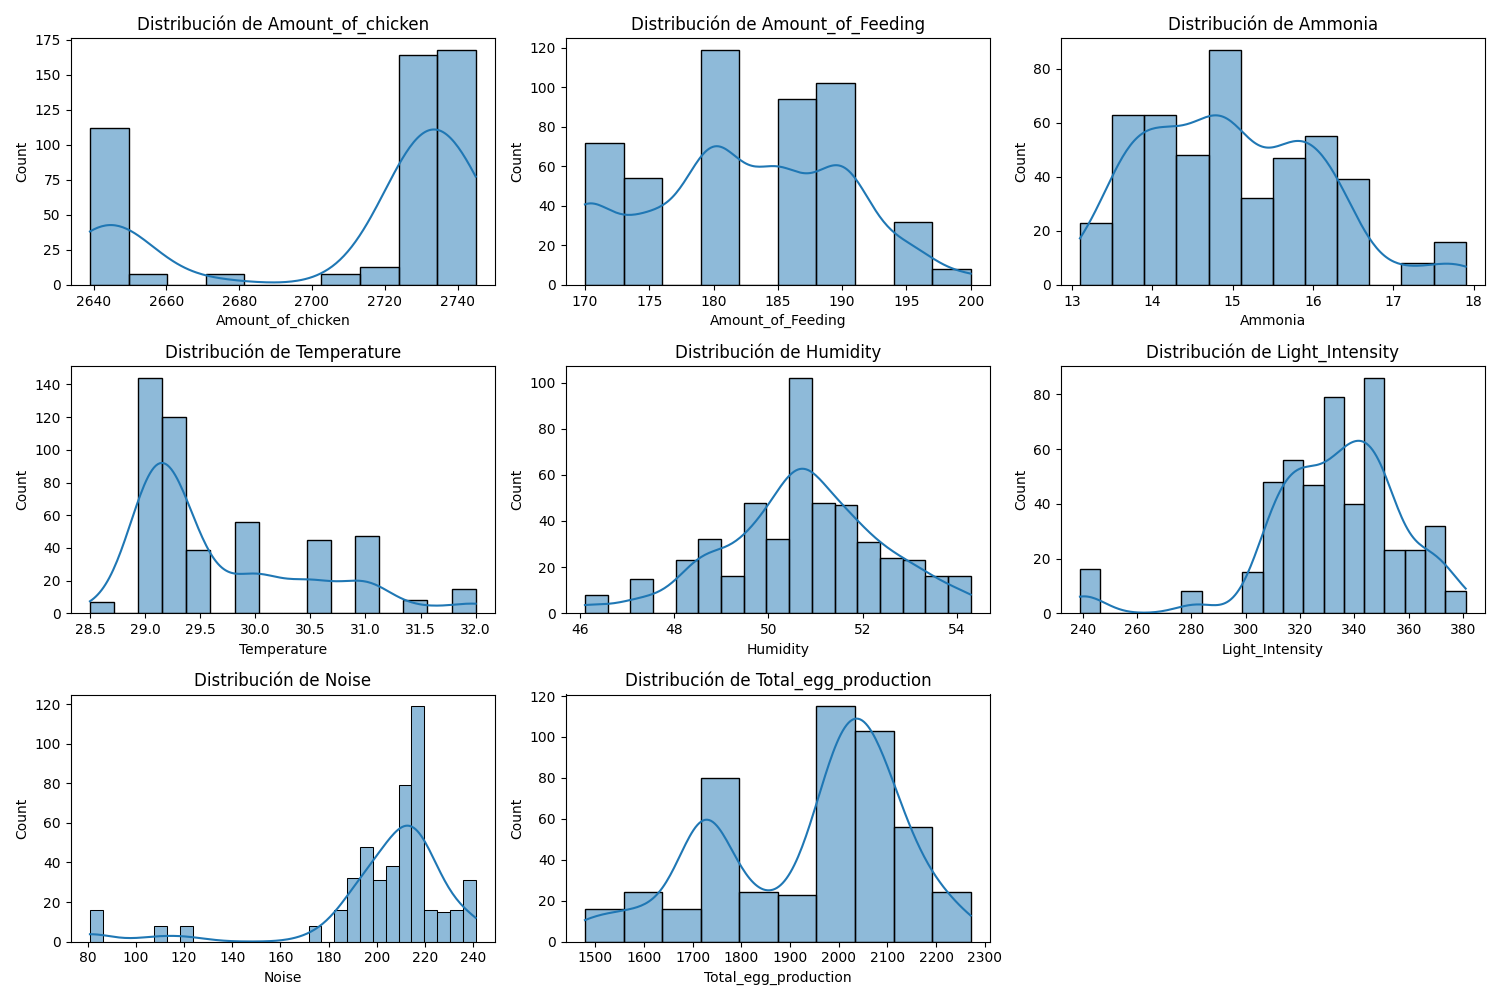 Distribución de Amount_of_chicken
Distribución de Amount_of_Feeding
Distribución de Ammonia
175
150
125
100
75
50
25
0
Count
2640 2660 2680 2700 2720 2740
Amount_of_chicken
120
100
80
60
40
20
0
Count
170 175 180 185 190 195 200
Amount_of_Feeding
80
60
40
20
0
Count
13 14 15 16 17 18
Ammonia
Distribución de Temperature
Distribución de Humidity
Distribución de Light_Intensity
140
120
100
80
60
40
20
0
Count
28.5 29.0 29.5 30.0 30.5 31.0 31.5 32.0
Temperature
100
80
60
40
20
0
Count
46 48 50 52 54
Humidity
80
60
40
20
0
Count
240 260 280 300 320 340 360 380
Light_Intensity
Distribución de Noise
Distribución de Total_egg_production
120
100
80
60
40
20
0
Count
80 100 120 140 160 180 200 220 240
Noise
120
100
80
60
40
20
0
Count
1500 1600 1700 1800 1900 2000 2100 2200 2300
Total_egg_production